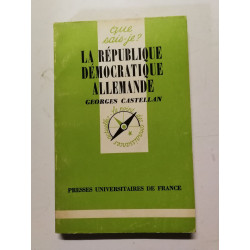 que
sais-je?
LA RÉPUBLIQUE
DÉMOCRATIQUE
ALLEMANDE
GEORGES CASTELLAN
PRESSES UNIVERSITAIRES DE FRANCE